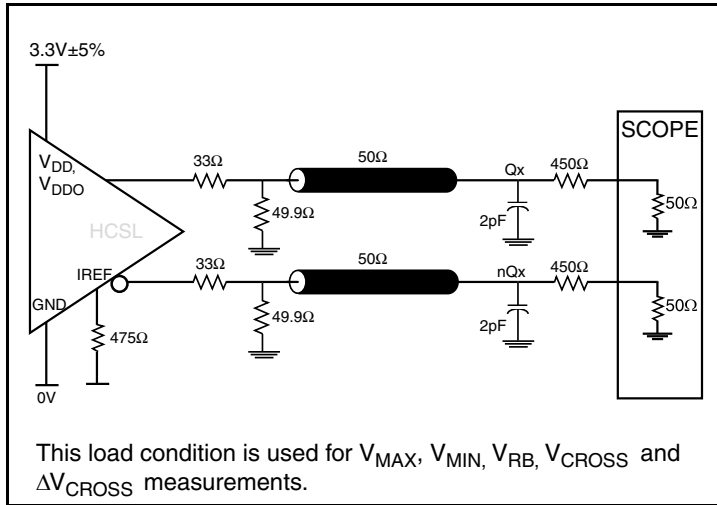 3.3V±5%
SCOPE
V_DD,
V_DDO
33Ω
50Ω
Qx
450Ω
50Ω
49.9Ω
2pF
HCSL
IREF
33Ω
50Ω
nQx
450Ω
50Ω
GND
49.9Ω
2pF
475Ω
0V
This load condition is used for V_MAX, V_MIN, V_RB, V_CROSS and
ΔV_CROSS measurements.